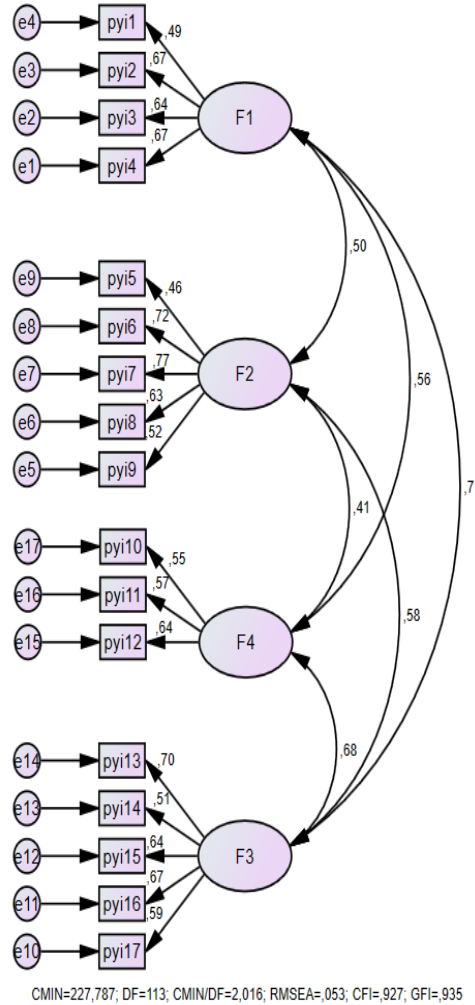 e4 pyi1 ,49
e3 pyi2 ,67
e2 pyi3 ,64 F1
e1 pyi4 ,67
,50
e9 pyi5 ,46
e8 pyi6 ,72
e7 pyi7 ,77 F2 ,56
e6 pyi8 ,63
,52
e5 pyi9 ,7
,41
e17 pyi10 ,55
e16 pyi11 ,57
,58
e15 pyi12 ,64 F4
,68
e14 pyi13 ,70
e13 pyi14 ,51
e12 pyi15 ,64 F3
e11 pyi16 ,67
,59
e10 pyi17
CMIN=227,787; DF=113; CMIN/DF=2,016; RMSEA=,053; CFI=,927; GFI=,935